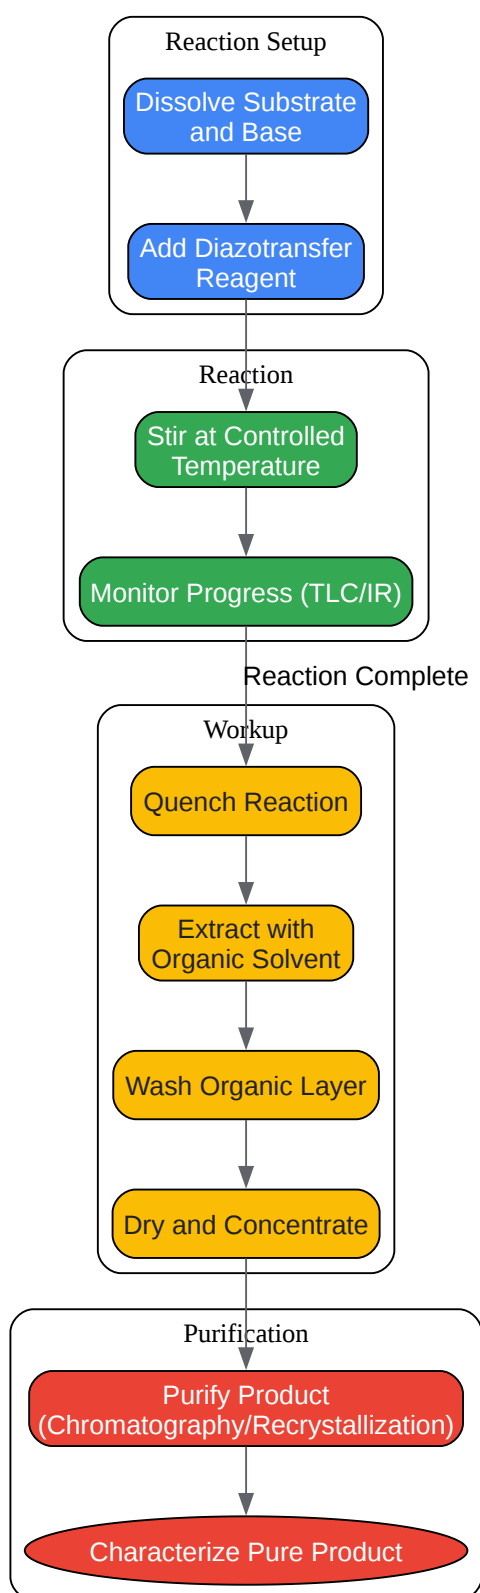 Reaction Setup
Dissolve Substrate
and Base
Add Diazotransfer
Reagent
Reaction
Stir at Controlled
Temperature
Monitor Progress (TLC/IR)
Reaction Complete
Workup
Quench Reaction
Extract with
Organic Solvent
Wash Organic Layer
Dry and Concentrate
Purification
Purify Product
(Chromatography/Recrystallization)
Characterize Pure Product